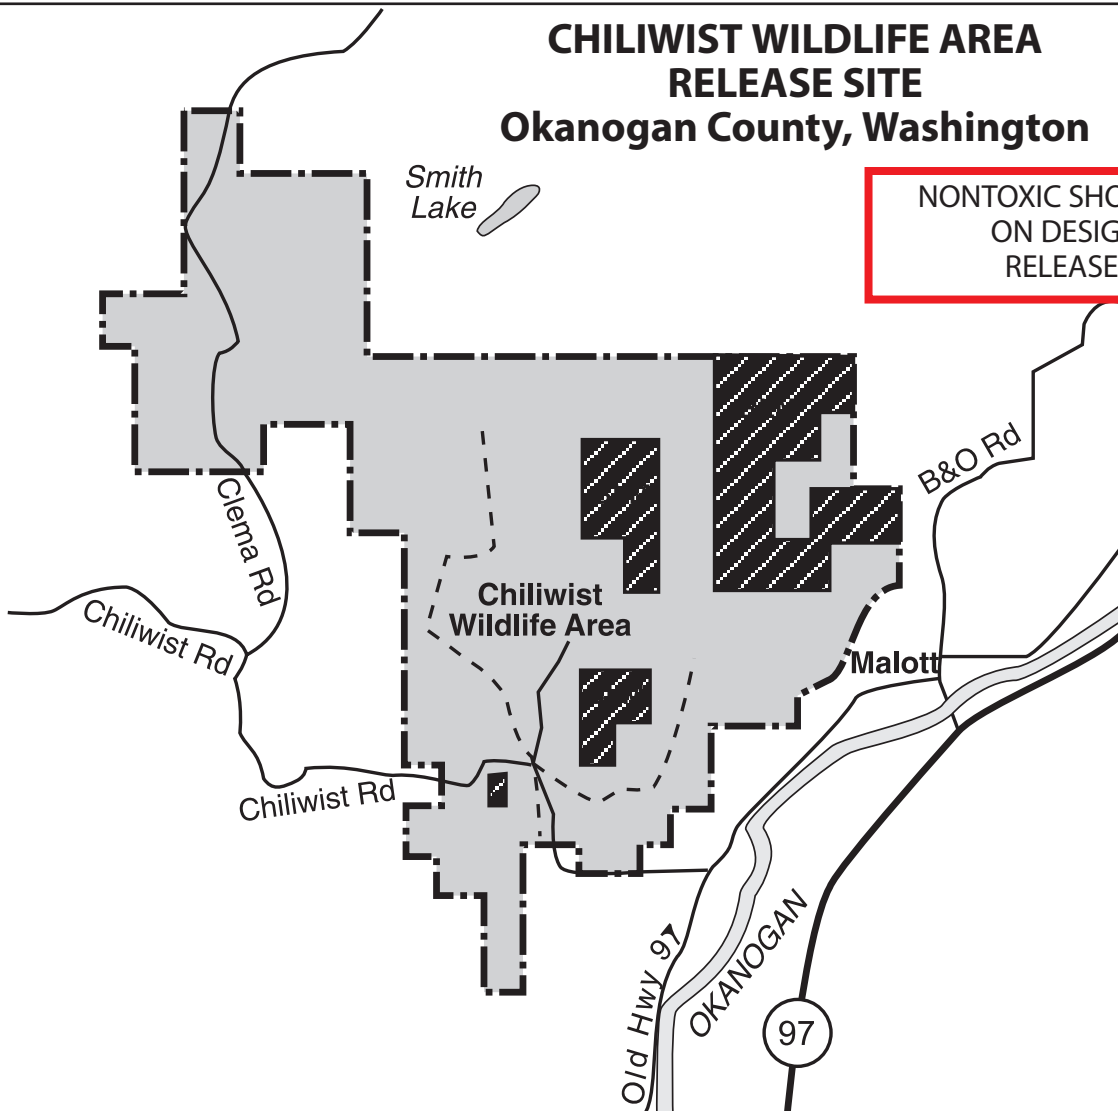 CHILIWIST WILDLIFE AREA
RELEASE SITE
Okanogan County, Washington
Smith
Lake
NONTOXIC SHO
ON DESIG
RELEASE
B&O Rd
Clema Rd
Chiliwist
Wildlife Area
Chiliwist Rd
Malott
Chiliwist Rd
Old Hwy 97
OKANOGAN
97